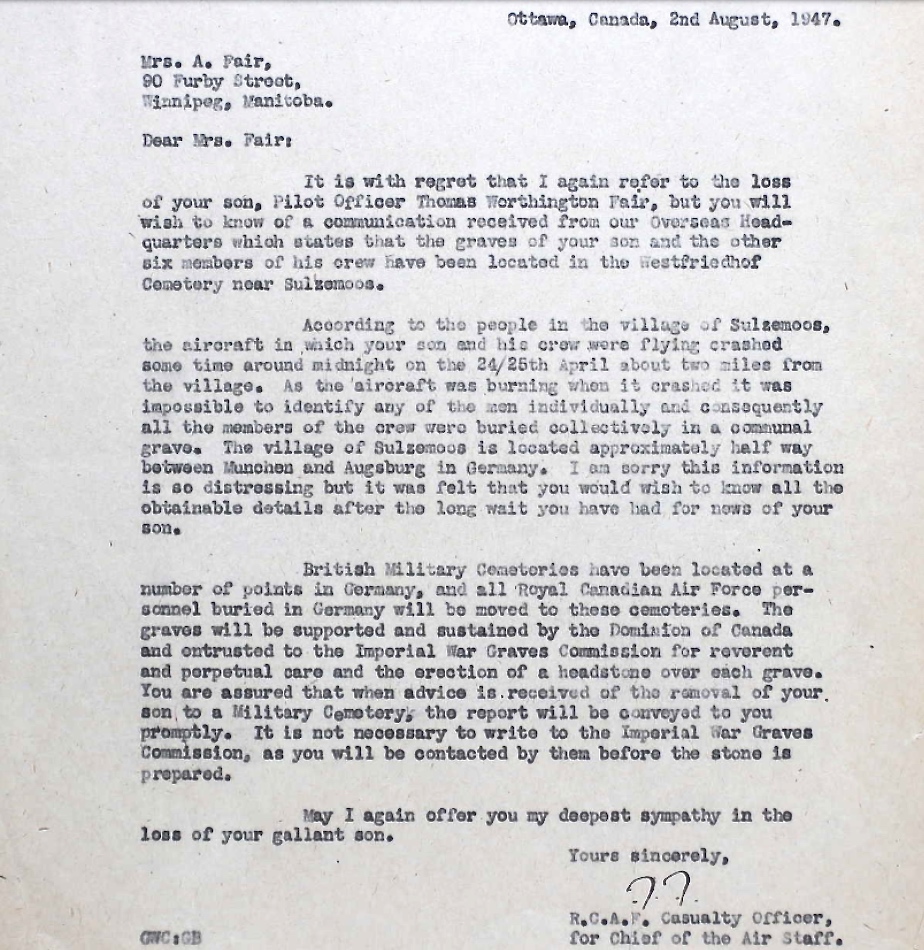 Ottawa, Canada, 2nd August, 1947.
Mrs. A. Fair,
90 Furby Street,
Winnipeg, Manitoba.
Dear Mrs. Fair:
It is with regret that I again refer to the loss
of your son, Pilot Officer Thomas Worthington Fair, but you will
wish to know of a communication received from our Overseas Head-
quarters which states that the graves of your son and the other
six members of his crew have been located in the Westfriedhof
Cemetery near Sulzemoos.
According to the people in the village of Sulzemoos,
the aircraft in which your son and his crew were flying crashed
some time around midnight on the 24/25th April about two miles from
the village. As the aircraft was burning when it crashed it was
impossible to identify any of the men individually and consequently
all the members of the crew were buried collectively in a communal
grave. The village of Sulzemoos is located approximately half way
between Munchen and Augsburg in Germany. I am sorry this information
is so distressing but it was felt that you would wish to know all the
obtainable details after the long wait you have had for news of your
son.
British Military Cemeteries have been located at a
number of points in Germany, and all Royal Canadian Air Force per-
sonnel buried in Germany will be moved to these cemeteries. The
graves will be supported and sustained by the Dominion of Canada
and entrusted to the Imperial War Graves Commission for reverent
and perpetual care and the erection of a headstone over each grave.
You are assured that when advice is received of the removal of your
son to a Military Cemetery, the report will be conveyed to you
promptly. It is not necessary to write to the Imperial War Graves
Commission, as you will be contacted by them before the stone is
prepared.
May I again offer you my deepest sympathy in the
loss of your gallant son.
Yours sincerely,
R.C.A.F. Casualty Officer,
GWC:GB for Chief of the Air Staff.